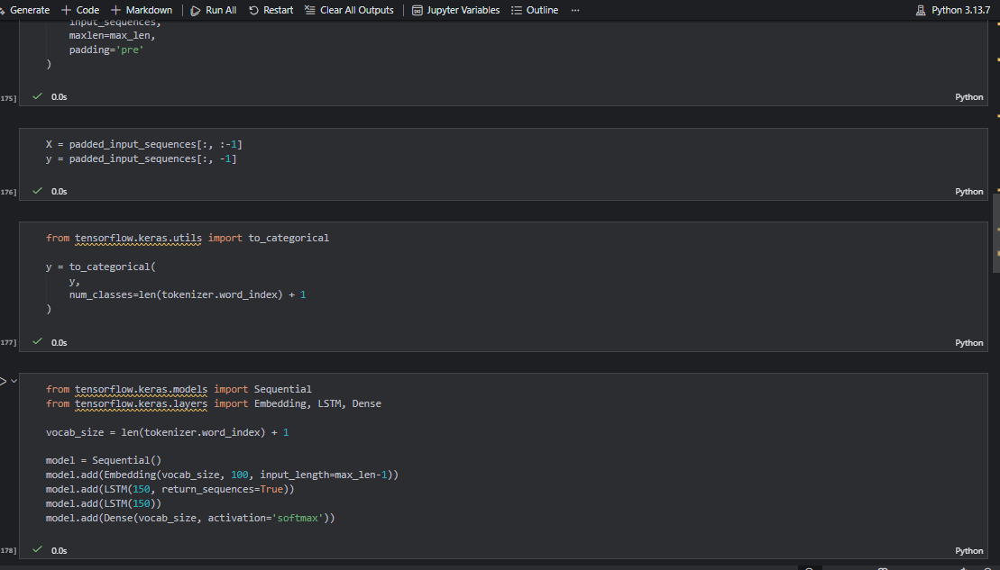 Generate + Code + Markdown Run All Restart Clear All Outputs Jupyter Variables Outline ... Python 3.13.7
input_sequences,
maxlen=max_len,
padding='pre'
)
175] 0.0s Python
X = padded_input_sequences[:, :-1]
y = padded_input_sequences[:, -1]
176] 0.0s Python
from tensorflow.keras.utils import to_categorical
y = to_categorical(
y,
num_classes=len(tokenizer.word_index) + 1
)
177] 0.0s Python
from tensorflow.keras.models import Sequential
from tensorflow.keras.layers import Embedding, LSTM, Dense
vocab_size = len(tokenizer.word_index) + 1
model = Sequential()
model.add(Embedding(vocab_size, 100, input_length=max_len-1))
model.add(LSTM(150, return_sequences=True))
model.add(LSTM(150))
model.add(Dense(vocab_size, activation='softmax'))
178] 0.0s Python